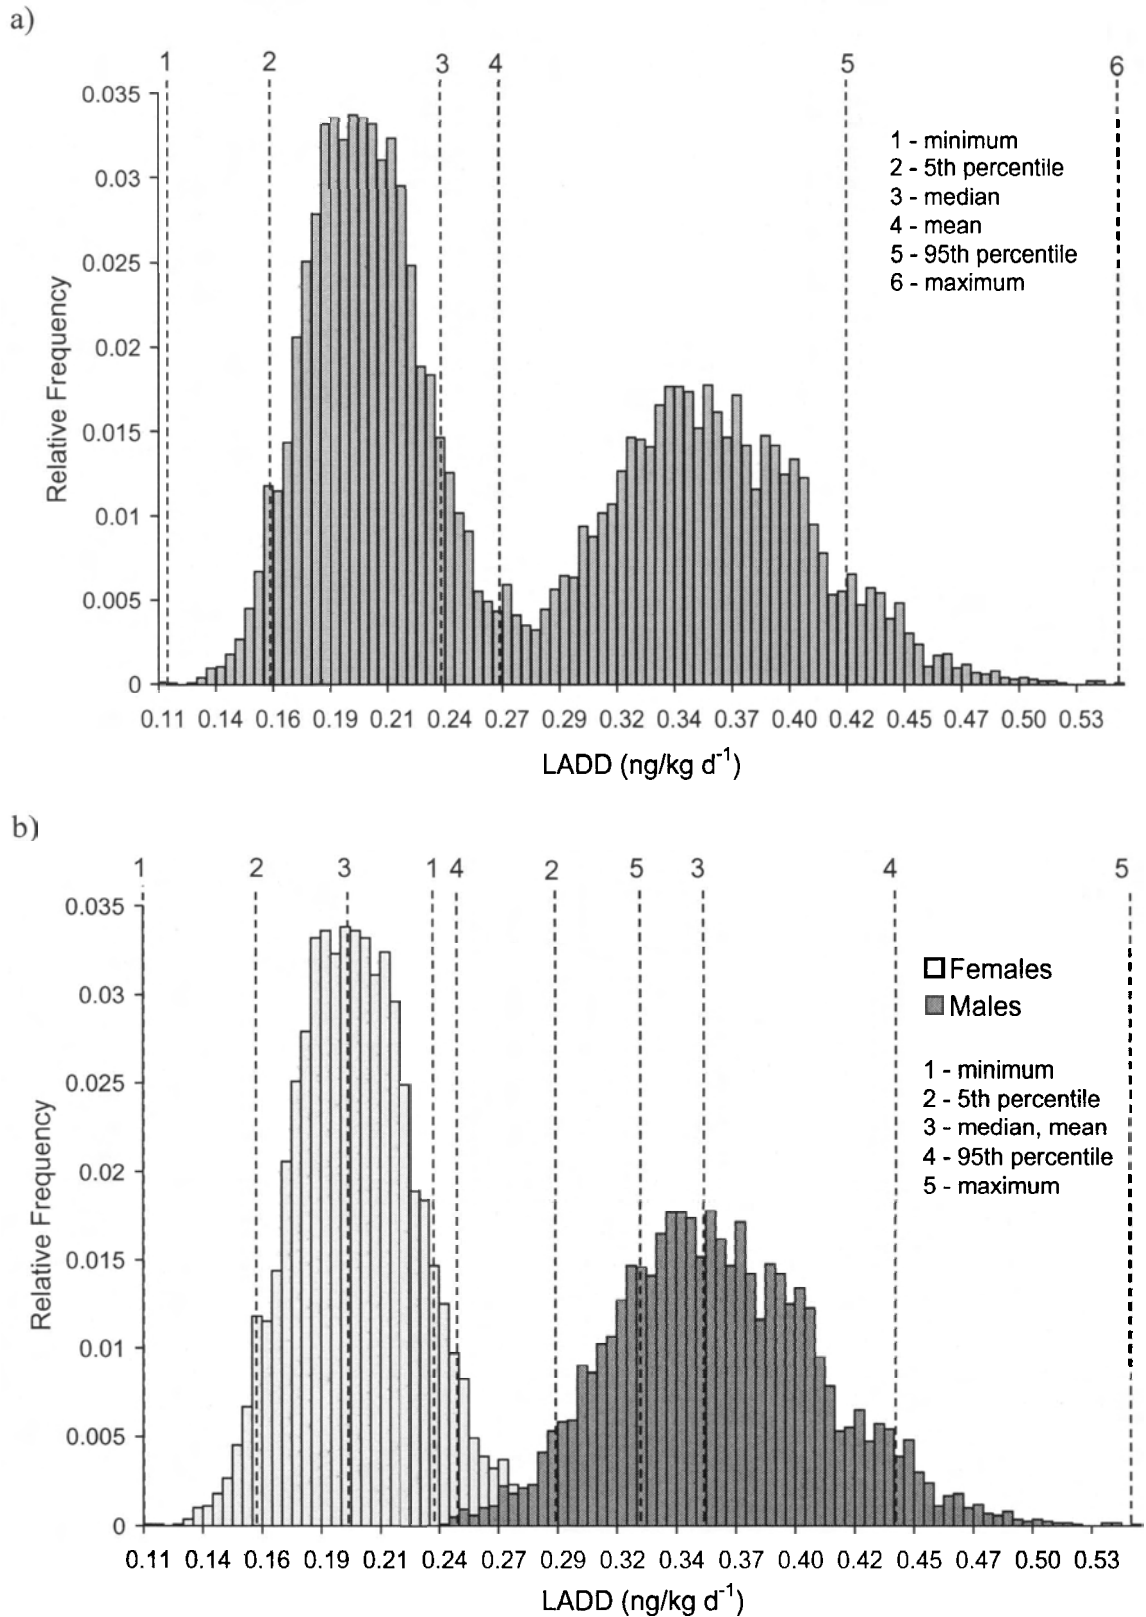 a)
1 2 3 4 5 6
0.035
1 - minimum
2 - 5th percentile
3 - median
4 - mean
5 - 95th percentile
6 - maximum
0.03
0.025
0.02
0.015
0.01
0.005
0
Relative Frequency
0.11 0.14 0.16 0.19 0.21 0.24 0.27 0.29 0.32 0.34 0.37 0.40 0.42 0.45 0.47 0.50 0.53
LADD (ng/kg d-1)
b)
1 2 3 1 4 2 5 3 4 5
0.035
Females
Males
1 - minimum
2 - 5th percentile
3 - median, mean
4 - 95th percentile
5 - maximum
0.03
0.025
0.02
0.015
0.01
0.005
0
Relative Frequency
0.11 0.14 0.16 0.19 0.21 0.24 0.27 0.29 0.32 0.34 0.37 0.40 0.42 0.45 0.47 0.50 0.53
LADD (ng/kg d-1)